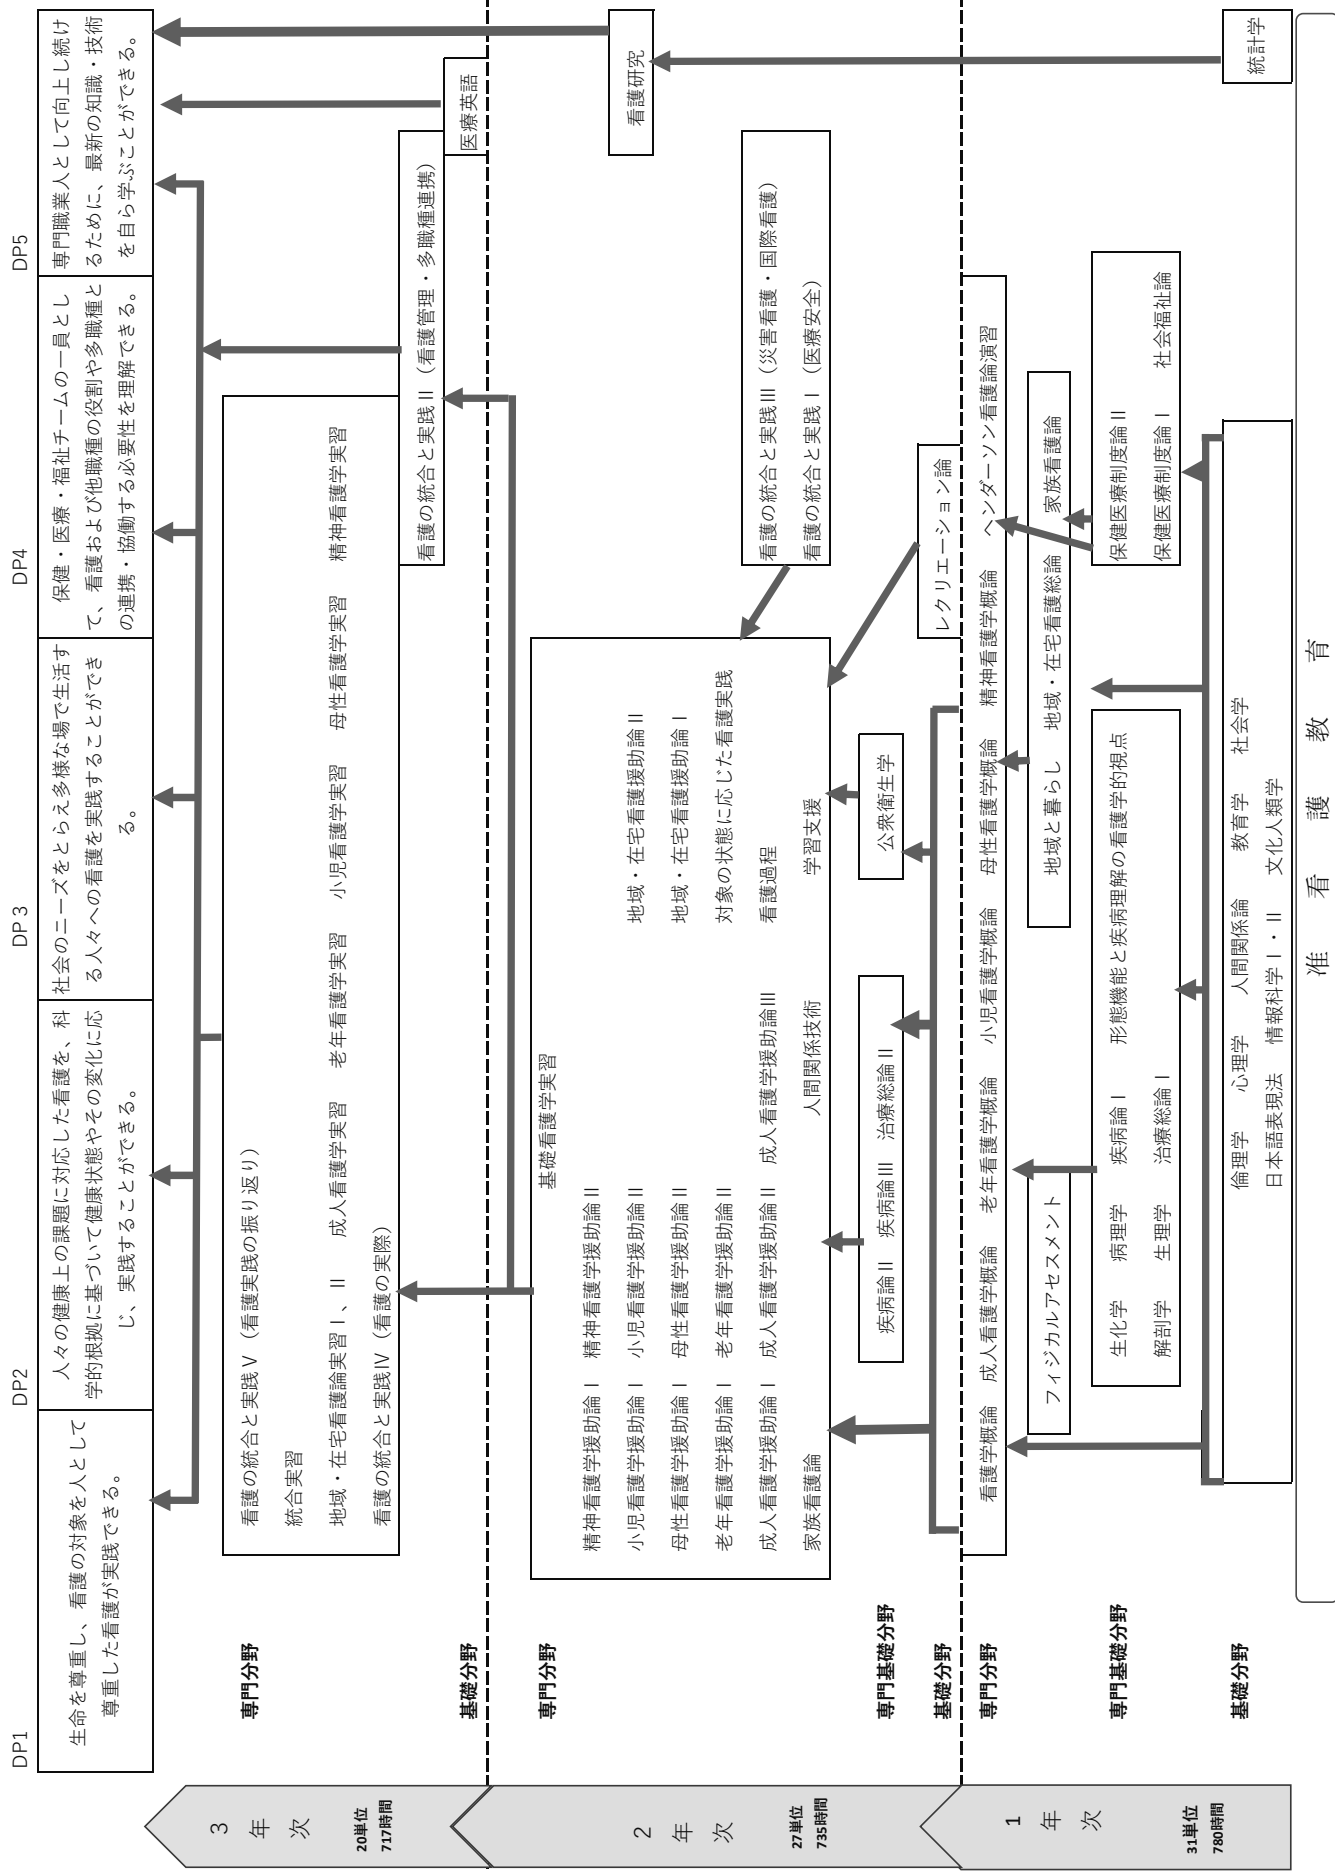 DP1
生命を尊重し、看護の対象を人として
尊重した看護が実践できる。
DP2
人々の健康上の課題に対応した看護を、科
学的根拠に基づいて健康状態やその変化に応
じ、実践することができる。
DP 3
社会のニーズをとらえ多様な場で生活す
る人々への看護を実践することができ
る。
DP4
保健・医療・福祉チームの一員とし
て、看護および他職種の役割や多職種と
の連携・協働する必要性を理解できる。
DP5
専門職業人として向上し続け
るために、最新の知識・技術
を自ら学ぶことができる。
3
年
次
20単位
717時間
専門分野
看護の統合と実践Ⅴ（看護実践の振り返り）
統合実習
地域・在宅看護論実習Ⅰ、Ⅱ 成人看護学実習 老年看護学実習 小児看護学実習 母性看護学実習 精神看護学実習
看護の統合と実践Ⅳ（看護の実際）
看護の統合と実践Ⅱ（看護管理・多職種連携）
基礎分野
医療英語
2
年
次
27単位
735時間
専門分野
基礎看護学実習
精神看護学援助論Ⅰ 精神看護学援助論Ⅱ
小児看護学援助論Ⅰ 小児看護学援助論Ⅱ 地域・在宅看護援助論Ⅱ
母性看護学援助論Ⅰ 母性看護学援助論Ⅱ 地域・在宅看護援助論Ⅰ
老年看護学援助論Ⅰ 老年看護学援助論Ⅱ 対象の状態に応じた看護実践
成人看護学援助論Ⅰ 成人看護学援助論Ⅱ 成人看護学援助論Ⅲ 看護過程
家族看護論 人間関係技術 学習支援
看護研究
看護の統合と実践Ⅲ（災害看護・国際看護）
看護の統合と実践Ⅰ（医療安全）
専門基礎分野
疾病論Ⅱ 疾病論Ⅲ 治療総論Ⅱ
公衆衛生学
基礎分野
レクリエーション論
1
年
次
31単位
780時間
専門分野
看護学概論 成人看護学概論 老年看護学概論 小児看護学概論 母性看護学概論 精神看護学概論 ヘンダーソン看護論演習
フィジカルアセスメント
地域と暮らし 地域・在宅看護総論 家族看護論
専門基礎分野
生化学 病理学 疾病論Ⅰ 形態機能と疾病理解の看護学的視点
解剖学 生理学 治療総論Ⅰ
保健医療制度論Ⅱ
保健医療制度論Ⅰ 社会福祉論
基礎分野
倫理学 心理学 人間関係論 教育学 社会学
日本語表現法 情報科学Ⅰ・Ⅱ 文化人類学
統計学
准 看 護 教 育